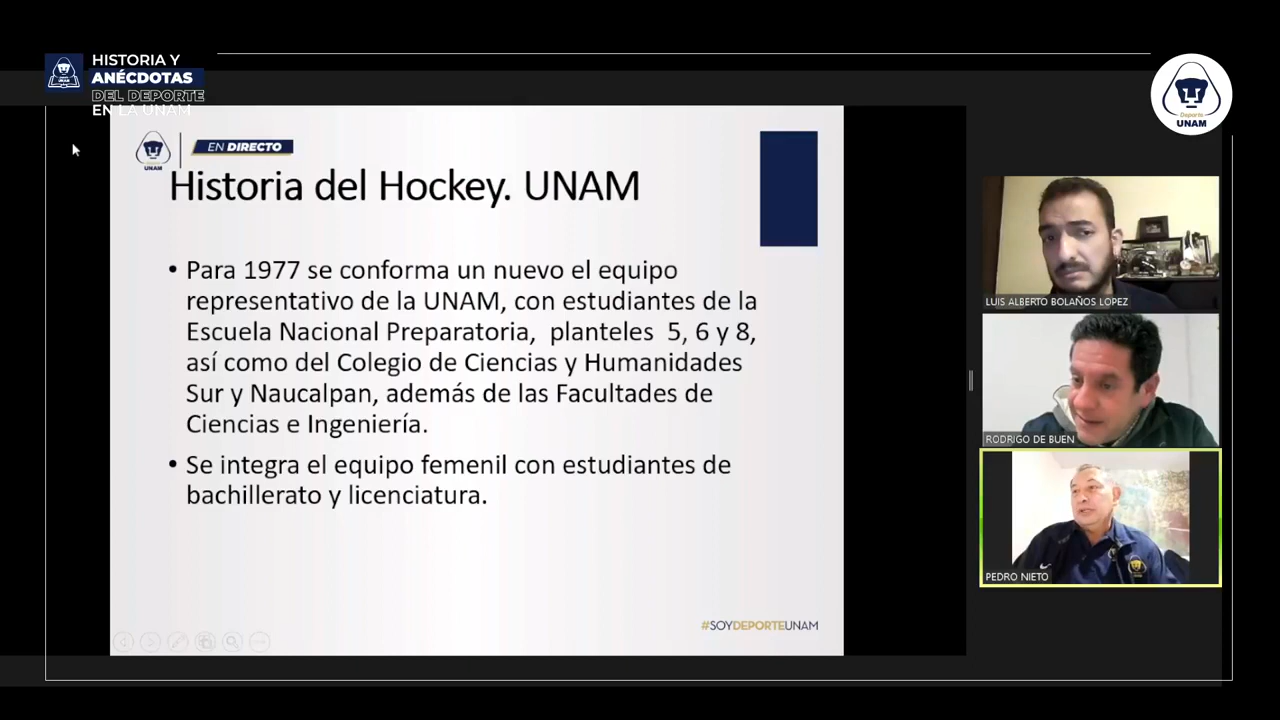 HISTORIA Y
ANÉCDOTAS
DEL DEPORTE
EN LA UNAM
Deporte
UNAM
UNAM
EN DIRECTO
Historia del Hockey. UNAM
• Para 1977 se conforma un nuevo el equipo
representativo de la UNAM, con estudiantes de la
Escuela Nacional Preparatoria, planteles 5, 6 y 8,
así como del Colegio de Ciencias y Humanidades
Sur y Naucalpan, además de las Facultades de
Ciencias e Ingeniería.
• Se integra el equipo femenil con estudiantes de
bachillerato y licenciatura.
#SOYDEPORTEUNAM
LUIS ALBERTO BOLAÑOS LOPEZ
RODRIGO DE BUEN
PEDRO NIETO